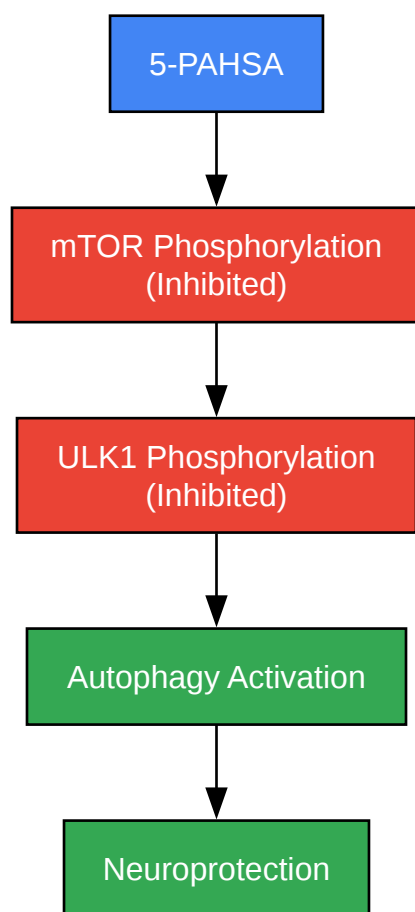 5-PAHSA
mTOR Phosphorylation
(Inhibited)
ULK1 Phosphorylation
(Inhibited)
Autophagy Activation
Neuroprotection